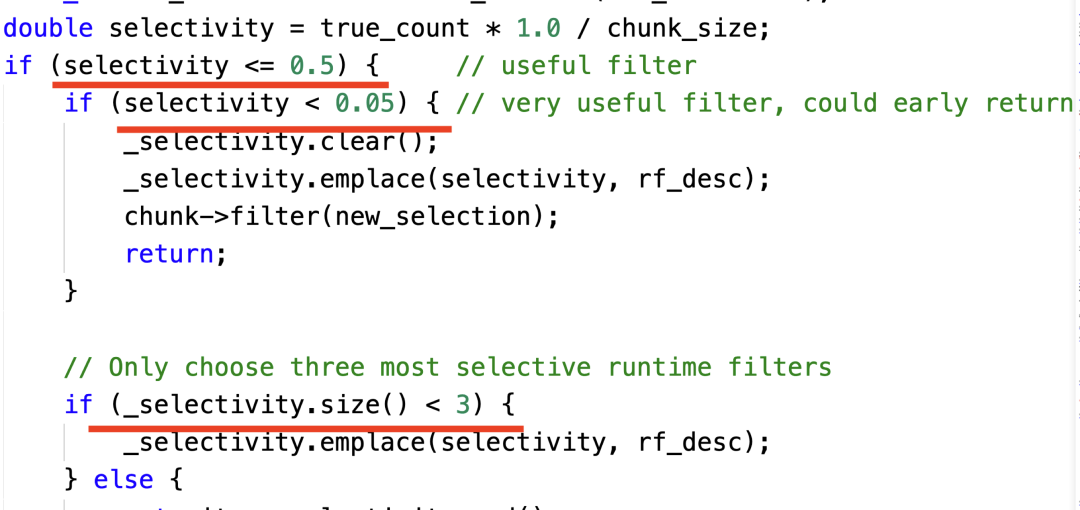 double selectivity = true_count * 1.0 / chunk_size;
if (selectivity <= 0.5) {     // useful filter
    if (selectivity < 0.05) { // very useful filter, could early return
        _selectivity.clear();
        _selectivity.emplace(selectivity, rf_desc);
        chunk->filter(new_selection);
        return;
    }
    // Only choose three most selective runtime filters
    if (_selectivity.size() < 3) {
        _selectivity.emplace(selectivity, rf_desc);
    } else {